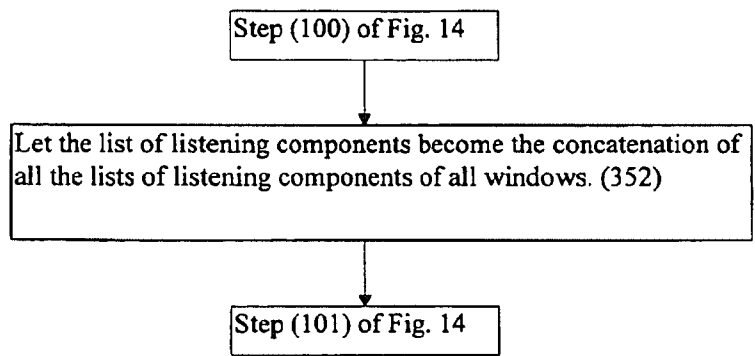 Step (100) of Fig. 14
Let the list of listening components become the concatenation of
all the lists of listening components of all windows. (352)
Step (101) of Fig. 14